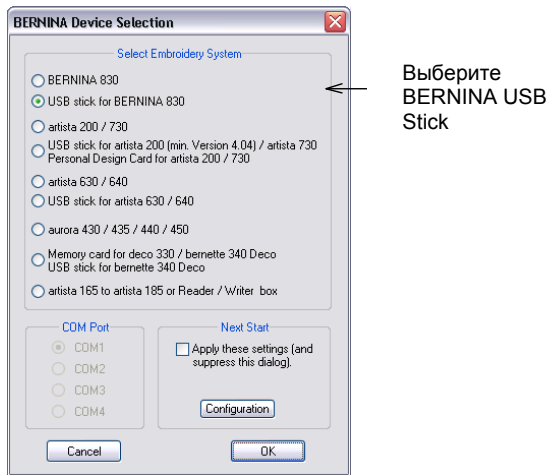 BERNINA Device Selection
Select Embroidery System
BERNINA 830
USB stick for BERNINA 830
artista 200 / 730
USB stick for artista 200 (min. Version 4.04) / artista 730
Personal Design Card for artista 200 / 730
artista 630 / 640
USB stick for artista 630 / 640
aurora 430 / 435 / 440 / 450
Memory card for deco 330 / bernette 340 Deco
USB stick for bernette 340 Deco
artista 165 to artista 185 or Reader / Writer box
COM Port
COM1
COM2
COM3
COM4
Next Start
Apply these settings (and
suppress this dialog).
Configuration
Cancel
OK
Выберите
BERNINA USB
Stick